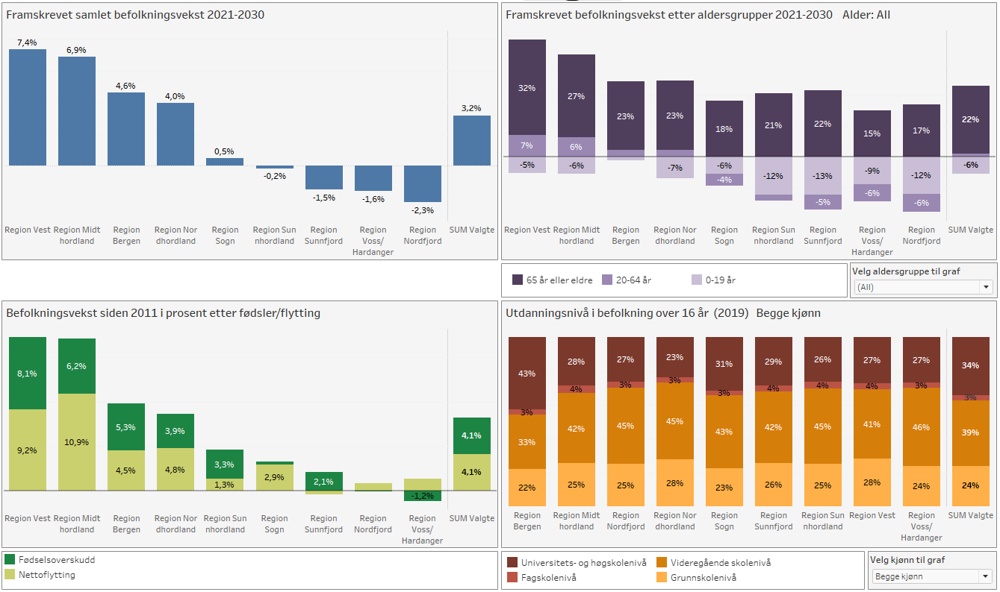 Framskrevet samlet befolkningsvekst 2021-2030
7,4%
6,9%
4,6%
4,0%
0,5%
-0,2%
-1,5%
-1,6%
-2,3%
3,2%
Region Vest
Region Midt
hordland
Region
Bergen
Region Nor
dhordland
Region
Sogn
Region Sun
nhordland
Region
Sunnfjord
Region
Voss/
Hardanger
Region
Nordfjord
SUM Valgte
Framskrevet befolkningsvekst etter aldersgrupper 2021-2030 Alder: All
32%
27%
23%
23%
18%
21%
22%
15%
17%
22%
7%
6%
-5%
-6%
-7%
-6%
-4%
-12%
-13%
-5%
-9%
-6%
-12%
-6%
-6%
Region Vest
Region Midt
hordland
Region
Bergen
Region Nor
dhordland
Region
Sogn
Region Sun
nhordland
Region
Sunnfjord
Region
Voss/
Hardanger
Region
Nordfjord
SUM Valgte
65 år eller eldre
20-64 år
0-19 år
Velg aldersgruppe til graf
(All)
Befolkningsvekst siden 2011 i prosent etter fødsler/flytting
8,1%
6,2%
5,3%
3,9%
3,3%
2,1%
4,1%
9,2%
10,9%
4,5%
4,8%
1,3%
2,9%
-1,2%
4,1%
Region Vest
Region Midt
hordland
Region
Bergen
Region Nor
dhordland
Region Sun
nhordland
Region
Sogn
Region
Sunnfjord
Region
Nordfjord
Region
Voss/
Hardanger
SUM Valgte
Fødselsoverskudd
Nettoflytting
Utdanningsnivå i befolkning over 16 år (2019) Begge kjønn
43%
28%
27%
23%
31%
29%
26%
27%
27%
34%
3%
4%
3%
3%
3%
4%
4%
4%
3%
3%
33%
42%
45%
45%
43%
42%
45%
41%
46%
39%
22%
25%
25%
28%
23%
26%
25%
28%
24%
24%
Region
Bergen
Region Midt
hordland
Region
Nordfjord
Region Nor
dhordland
Region
Sogn
Region
Sunnfjord
Region Sun
nhordland
Region Vest
Region
Voss/
Hardanger
SUM Valgte
Universitets- og høgskolenivå
Videregående skolenivå
Fagskolenivå
Grunnskolenivå
Velg kjønn til graf
Begge kjønn